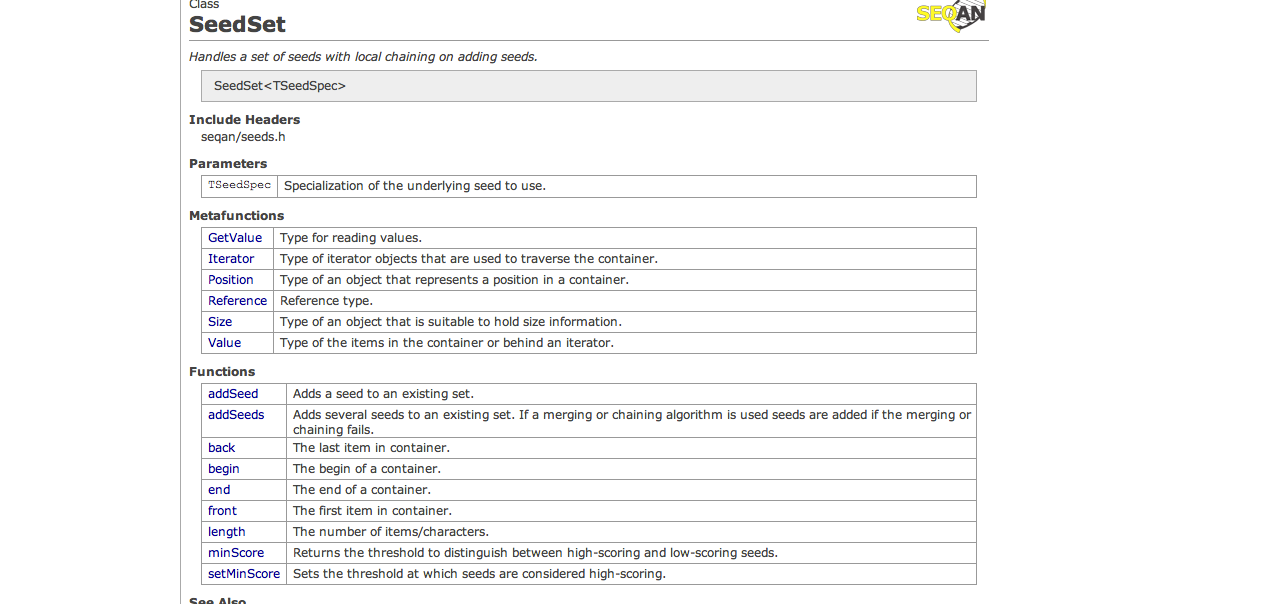 Class
SEQAN
SeedSet
Handles a set of seeds with local chaining on adding seeds.
SeedSet<TSeedSpec>
Include Headers
seqan/seeds.h
Parameters
TSeedSpec Specialization of the underlying seed to use.
Metafunctions
GetValue Type for reading values.
Iterator Type of iterator objects that are used to traverse the container.
Position Type of an object that represents a position in a container.
Reference Reference type.
Size Type of an object that is suitable to hold size information.
Value Type of the items in the container or behind an iterator.
Functions
addSeed Adds a seed to an existing set.
addSeeds Adds several seeds to an existing set. If a merging or chaining algorithm is used seeds are added if the merging or
chaining fails.
back The last item in container.
begin The begin of a container.
end The end of a container.
front The first item in container.
length The number of items/characters.
minScore Returns the threshold to distinguish between high-scoring and low-scoring seeds.
setMinScore Sets the threshold at which seeds are considered high-scoring.
See Also